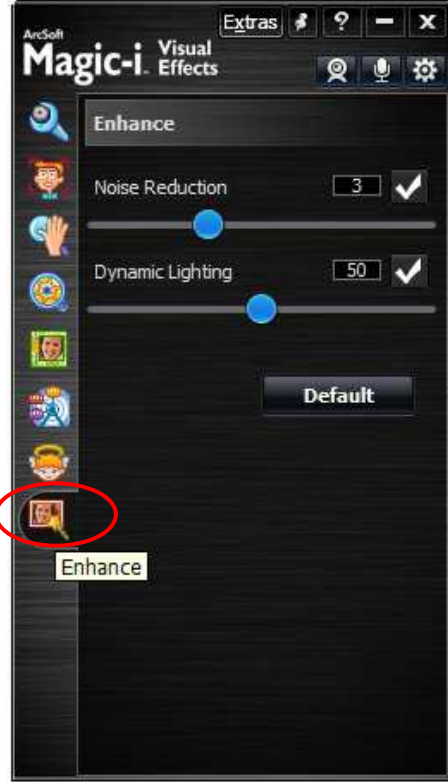 Extras ? - x
ArcSoft
Magic-i Visual
Effects
Enhance
Noise Reduction 3
Dynamic Lighting 50
Default
Enhance